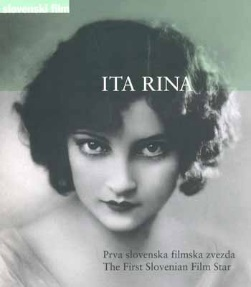 slovenski film
ITA RINA
Prva slovenska filmska zvezda
The First Slovenian Film Star